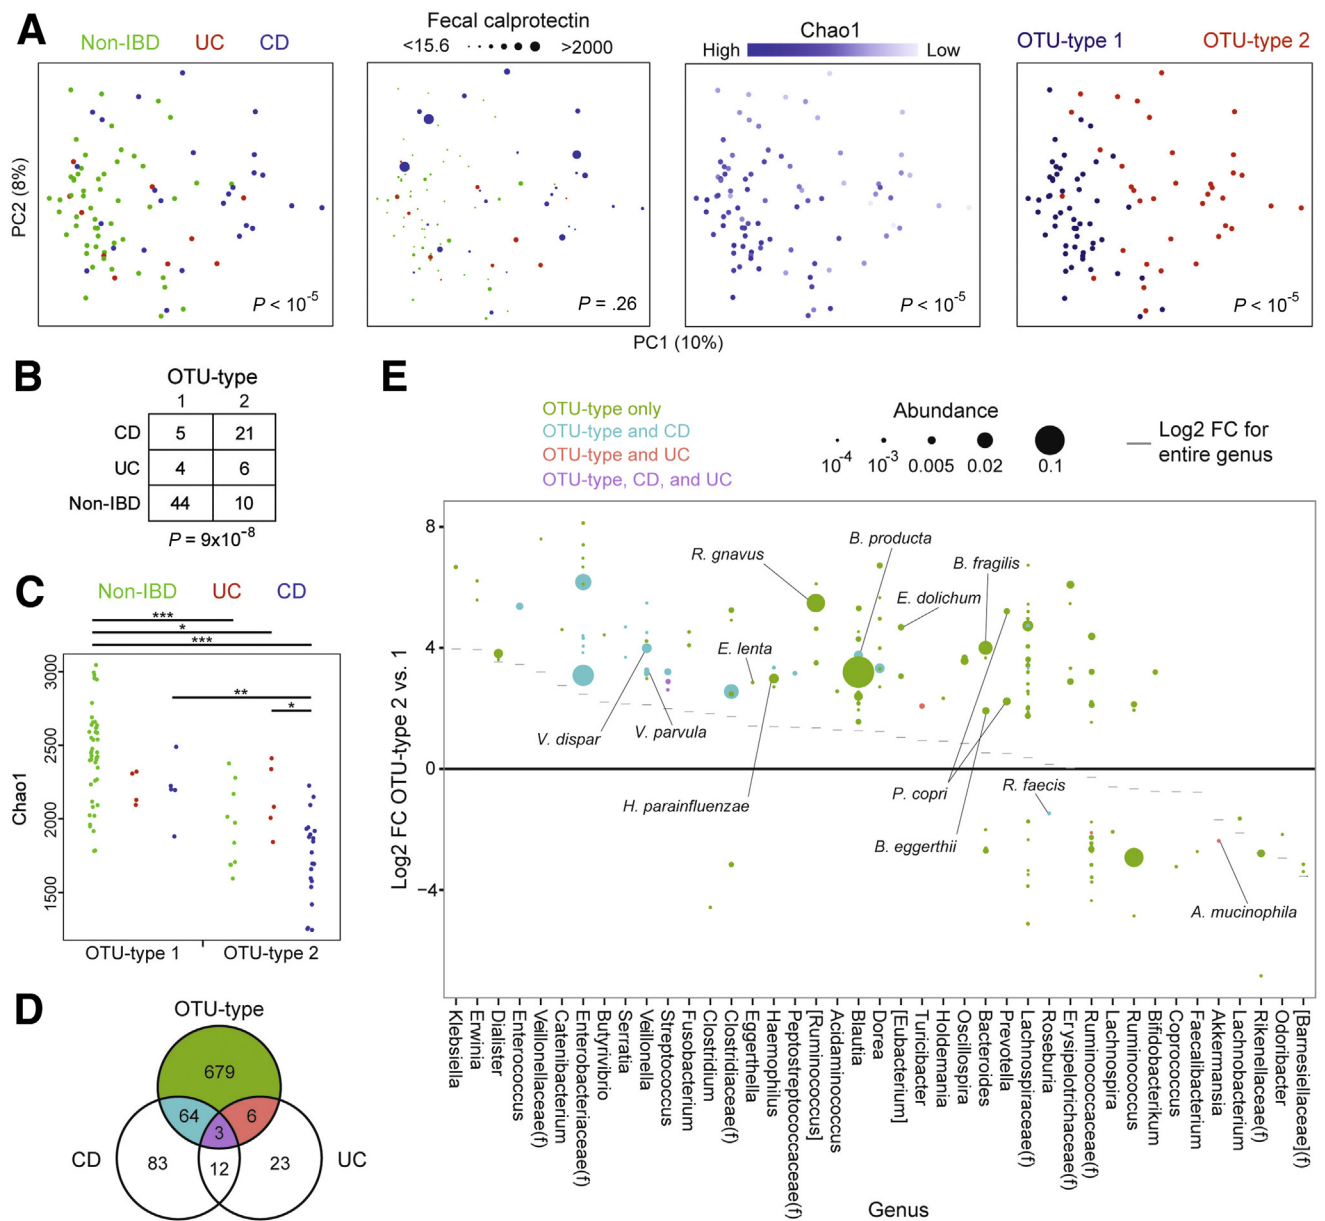 A
Non-IBD UC CD
Fecal calprotectin
<15.6 >2000
Chao1
High Low
OTU-type 1 OTU-type 2
PC2 (8%)
P < 10-5
P = .26
P < 10-5
PC1 (10%)
B
OTU-type
1 2
CD 5 21
UC 4 6
Non-IBD 44 10
P = 9x10-8
C
Non-IBD UC CD
***
*
***
**
*
Chao1
3000
2500
2000
1500
OTU-type 1 OTU-type 2
D
OTU-type
679
64 3 6
CD 83 12 23 UC
E
OTU-type only
OTU-type and CD
OTU-type and UC
OTU-type, CD, and UC
Abundance
10-4 10-3 0.005 0.02 0.1
Log2 FC for
entire genus
Log2 FC OTU-type 2 vs. 1
8
4
0
−4
B. producta
R. gnavus
B. fragilis
E. dolichum
E. lenta
V. dispar
V. parvula
H. parainfluenzae
P. copri
R. faecis
B. eggerthii
A. mucinophila
Klebsiella
Erwinia
Dialister
Enterococcus
Veillonellaceae(f)
Catenibacterium
Enterobacteriaceae(f)
Butyrivibrio
Serratia
Veillonella
Streptococcus
Fusobacterium
Clostridium
Clostridiaceae(f)
Eggerthella
Haemophilus
Peptostreptococcaceae(f)
[Ruminococcus]
Acidaminococcus
Blautia
Dorea
[Eubacterium]
Turicibacter
Holdemania
Oscillospira
Bacteroides
Prevotella
Lachnospiraceae(f)
Roseburia
Erysipelotrichaceae(f)
Ruminococcaceae(f)
Lachnospira
Ruminococcus
Bifidobacterikum
Coprococcus
Faecalibacterium
Akkermansia
Lachnobacterium
Rikenellaceae(f)
Odoribacter
[Barnesiellaceae](f)
Genus